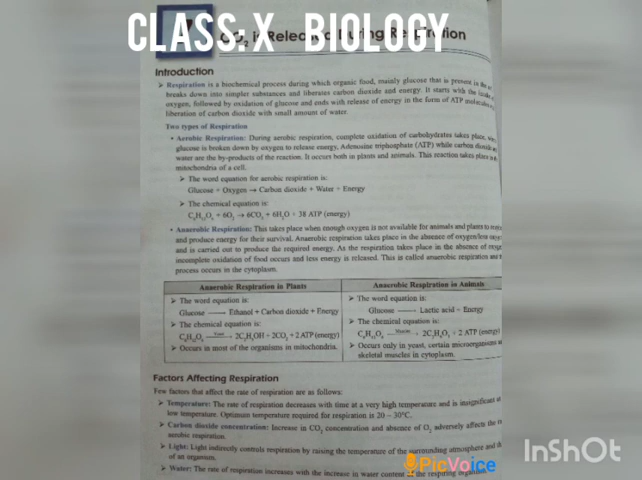 CLASS. X BIOLOGY
7
CO₂ is Released During Respiration
Introduction
➤ Respiration is a biochemical process during which organic food, mainly glucose that is present in the
breaks down into simpler substances and liberates carbon dioxide and energy. It starts with the intake
oxygen, followed by oxidation of glucose and ends with release of energy in the form of ATP molecules
liberation of carbon dioxide with small amount of water.
Two types of Respiration
• Aerobic Respiration: During aerobic respiration, complete oxidation of carbohydrates takes place,
glucose is broken down by oxygen to release energy, Adenosine triphosphate (ATP) while carbon dioxide
water are the by-products of the reaction. It occurs both in plants and animals. This reaction takes place
mitochondria of a cell.
➤ The word equation for aerobic respiration is:
Glucose + Oxygen → Carbon dioxide + Water + Energy
➤ The chemical equation is:
C₆H₁₂O₆ + 6O₂ → 6CO₂ + 6H₂O + 38 ATP (energy)
• Anaerobic Respiration: This takes place when enough oxygen is not available for animals and plants to
and produce energy for their survival. Anaerobic respiration takes place in the absence of oxygen/less
and is carried out to produce the required energy. As the respiration takes place in the absence of
incomplete oxidation of food occurs and less energy is released. This is called anaerobic respiration and
process occurs in the cytoplasm.
Anaerobic Respiration in Plants
➤ The word equation is:
Glucose ⟶ Ethanol + Carbon dioxide + Energy
➤ The chemical equation is:
C₆H₁₂O₆ ⟶ 2C₂H₅OH + 2CO₂ + 2 ATP (energy)
➤ Occurs in most of the organisms in mitochondria.
Anaerobic Respiration in Animals
➤ The word equation is:
Glucose ⟶ Lactic acid + Energy
➤ The chemical equation is:
C₆H₁₂O₆ ⟶ 2C₃H₆O₃ + 2 ATP (energy)
➤ Occurs only in yeast, certain microorganisms
skeletal muscles in cytoplasm.
Factors Affecting Respiration
Few factors that affect the rate of respiration are as follows:
➤ Temperature: The rate of respiration decreases with time at a very high temperature and is insignificant at
low temperature. Optimum temperature required for respiration is 20 – 30°C.
➤ Carbon dioxide concentration: Increase in CO₂ concentration and absence of O₂ adversely affects the
aerobic respiration.
➤ Light: Light indirectly controls respiration by raising the temperature of the surrounding atmosphere and
of an organism.
➤ Water: The rate of respiration increases with the increase in water content of the respiring
PicVoice
InShOt